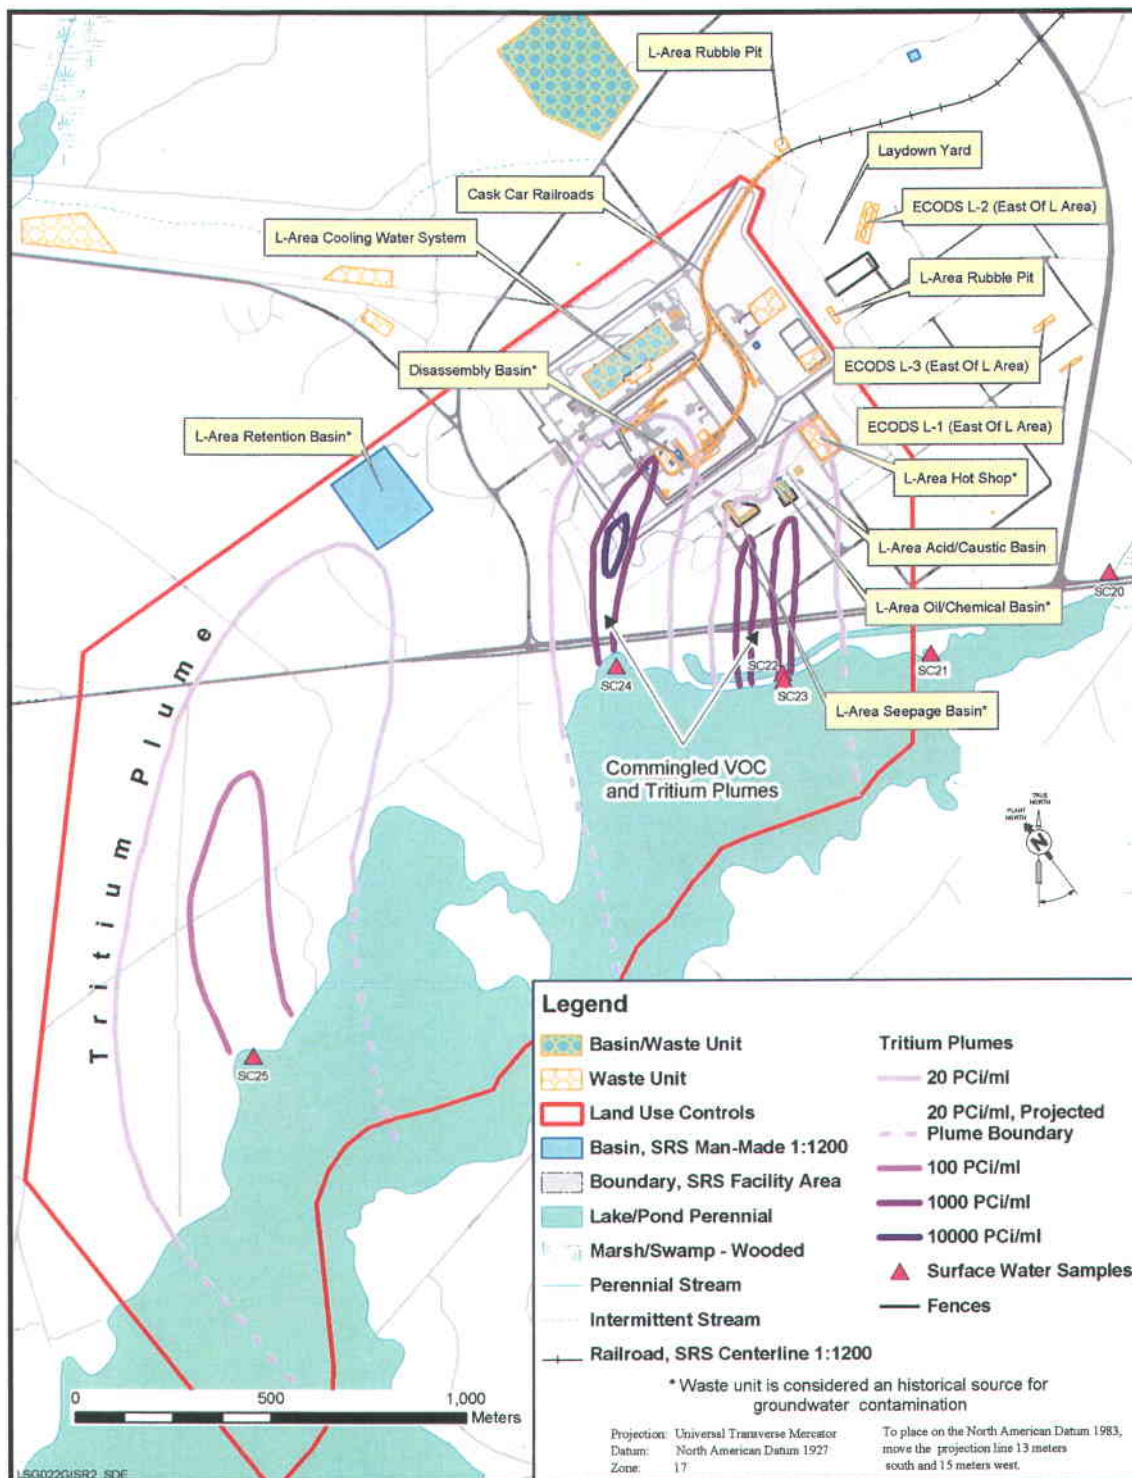 L-Area Rubble Pit
Laydown Yard
Cask Car Railroads
ECODS L-2 (East Of L Area)
L-Area Cooling Water System
L-Area Rubble Pit
ECODS L-3 (East Of L Area)
Disassembly Basin*
ECODS L-1 (East Of L Area)
L-Area Retention Basin*
L-Area Hot Shop*
L-Area Acid/Caustic Basin
L-Area Oil/Chemical Basin*
SC20
SC21
SC22
SC23
SC24
L-Area Seepage Basin*
Commingled VOC
and Tritium Plumes
Tritium Plume
TRUE
NORTH
PLANT
NORTH
N
SC25
Legend
Basin/Waste Unit
Waste Unit
Land Use Controls
Basin, SRS Man-Made 1:1200
Boundary, SRS Facility Area
Lake/Pond Perennial
Marsh/Swamp - Wooded
Perennial Stream
Intermittent Stream
Railroad, SRS Centerline 1:1200
Tritium Plumes
20 PCi/ml
20 PCi/ml, Projected
Plume Boundary
100 PCi/ml
1000 PCi/ml
10000 PCi/ml
Surface Water Samples
Fences
* Waste unit is considered an historical source for
groundwater contamination
Projection: Universal Transverse Mercator
Datum: North American Datum 1927
Zone: 17
To place on the North American Datum 1983,
move the projection line 13 meters
south and 15 meters west.
0 500 1,000
Meters